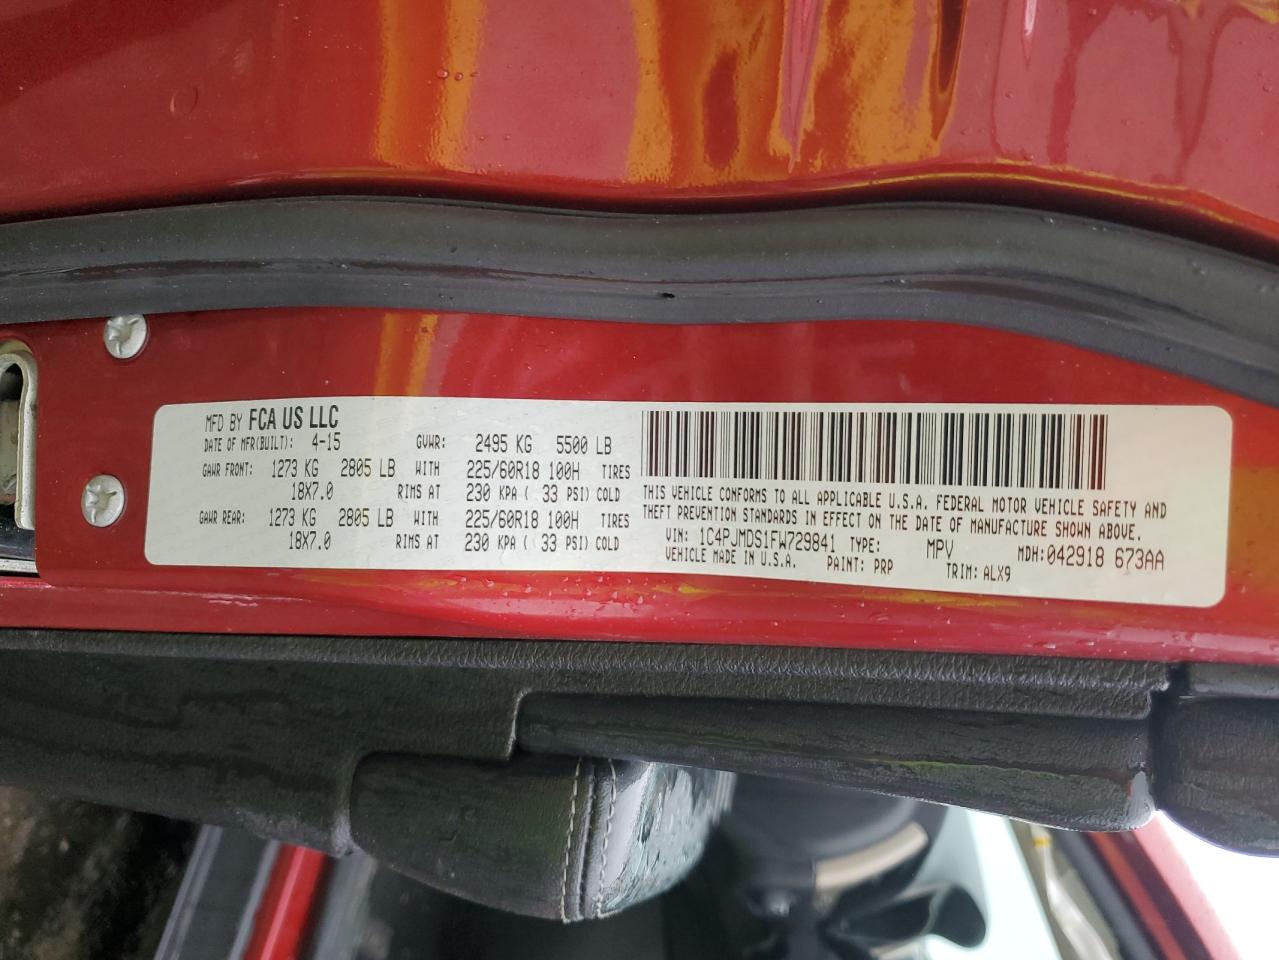 MFD BY FCA US LLC
DATE OF MFR(BUILT): 4-15 GVWR: 2495 KG 5500 LB
GAWR FRONT: 1273 KG 2805 LB WITH 225/60R18 100H TIRES
18X7.0 RIMS AT 230 KPA ( 33 PSI) COLD
GAWR REAR: 1273 KG 2805 LB WITH 225/60R18 100H TIRES
18X7.0 RIMS AT 230 KPA ( 33 PSI) COLD
THIS VEHICLE CONFORMS TO ALL APPLICABLE U.S.A. FEDERAL MOTOR VEHICLE SAFETY AND
THEFT PREVENTION STANDARDS IN EFFECT ON THE DATE OF MANUFACTURE SHOWN ABOVE.
VIN: 1C4PJMDS1FW729841 TYPE: MPV MDH:042918 673AA
VEHICLE MADE IN U.S.A. PAINT: PRP TRIM: ALX9